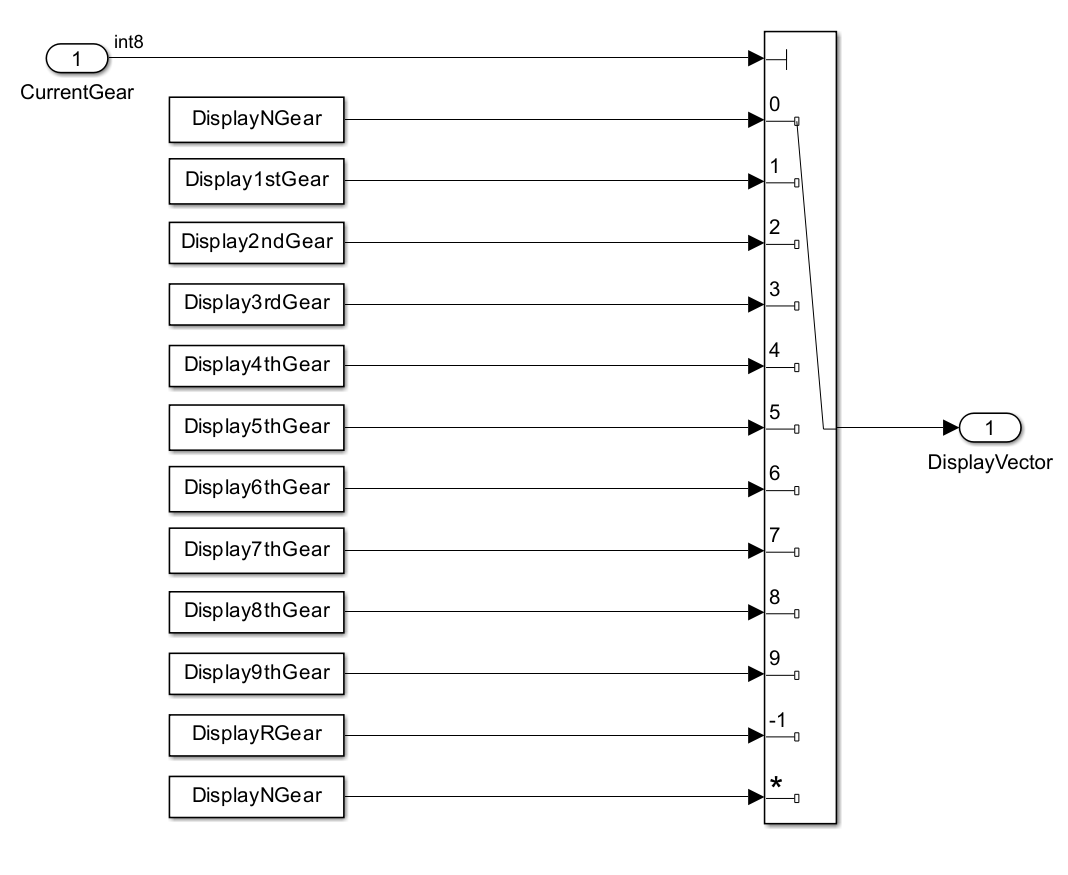 int8
1
CurrentGear
DisplayNGear
0
Display1stGear
1
Display2ndGear
2
Display3rdGear
3
Display4thGear
4
Display5thGear
5
1
DisplayVector
Display6thGear
6
Display7thGear
7
Display8thGear
8
Display9thGear
9
DisplayRGear
-1
DisplayNGear
*